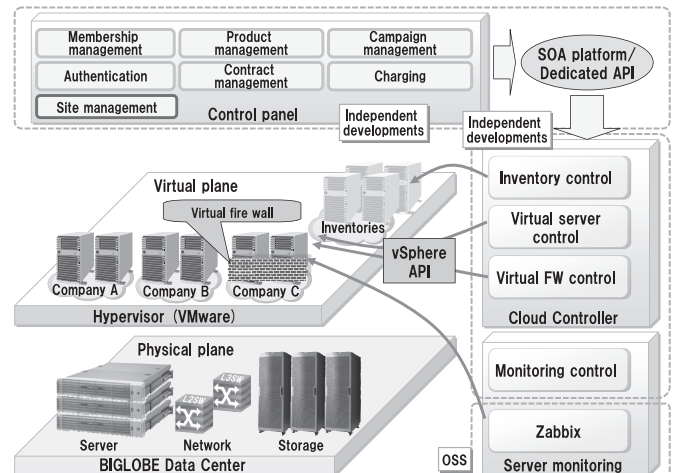 Membership
management
Product
management
Campaign
management
Authentication
Contract
management
Charging
Site management
Control panel
SOA platform/
Dedicated API
Independent
developments
Independent
developments
Virtual plane
Virtual fire wall
Inventories
Company A
Company B
Company C
Hypervisor (VMware)
vSphere
API
Inventory control
Virtual server
control
Virtual FW control
Cloud Controller
Physical plane
L2SW
L3SW
Server
Network
Storage
BIGLOBE Data Center
Monitoring control
Zabbix
OSS
Server monitoring